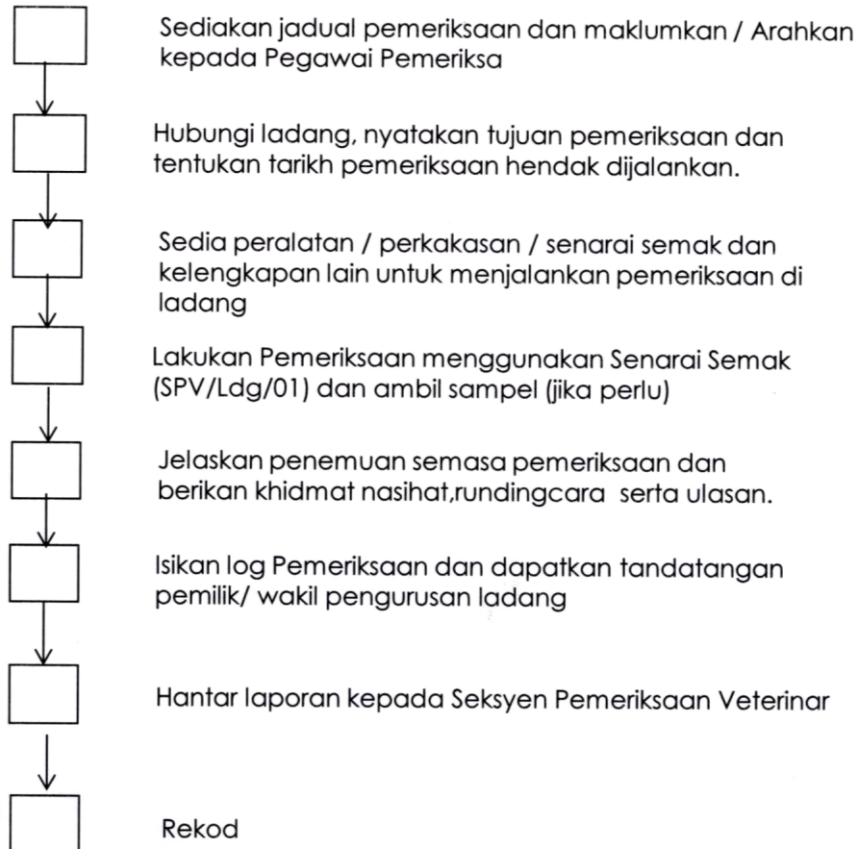 Sediakan jadual pemeriksaan dan maklumkan / Arahkan
kepada Pegawai Pemeriksa
Hubungi ladang, nyatakan tujuan pemeriksaan dan
tentukan tarikh pemeriksaan hendak dijalankan.
Sedia peralatan / perkakasan / senarai semak dan
kelengkapan lain untuk menjalankan pemeriksaan di
ladang
Lakukan Pemeriksaan menggunakan Senarai Semak
(SPV/Ldg/01) dan ambil sampel (jika perlu)
Jelaskan penemuan semasa pemeriksaan dan
berikan khidmat nasihat,rundingcara serta ulasan.
Isikan log Pemeriksaan dan dapatkan tandatangan
pemilik/ wakil pengurusan ladang
Hantar laporan kepada Seksyen Pemeriksaan Veterinar
Rekod